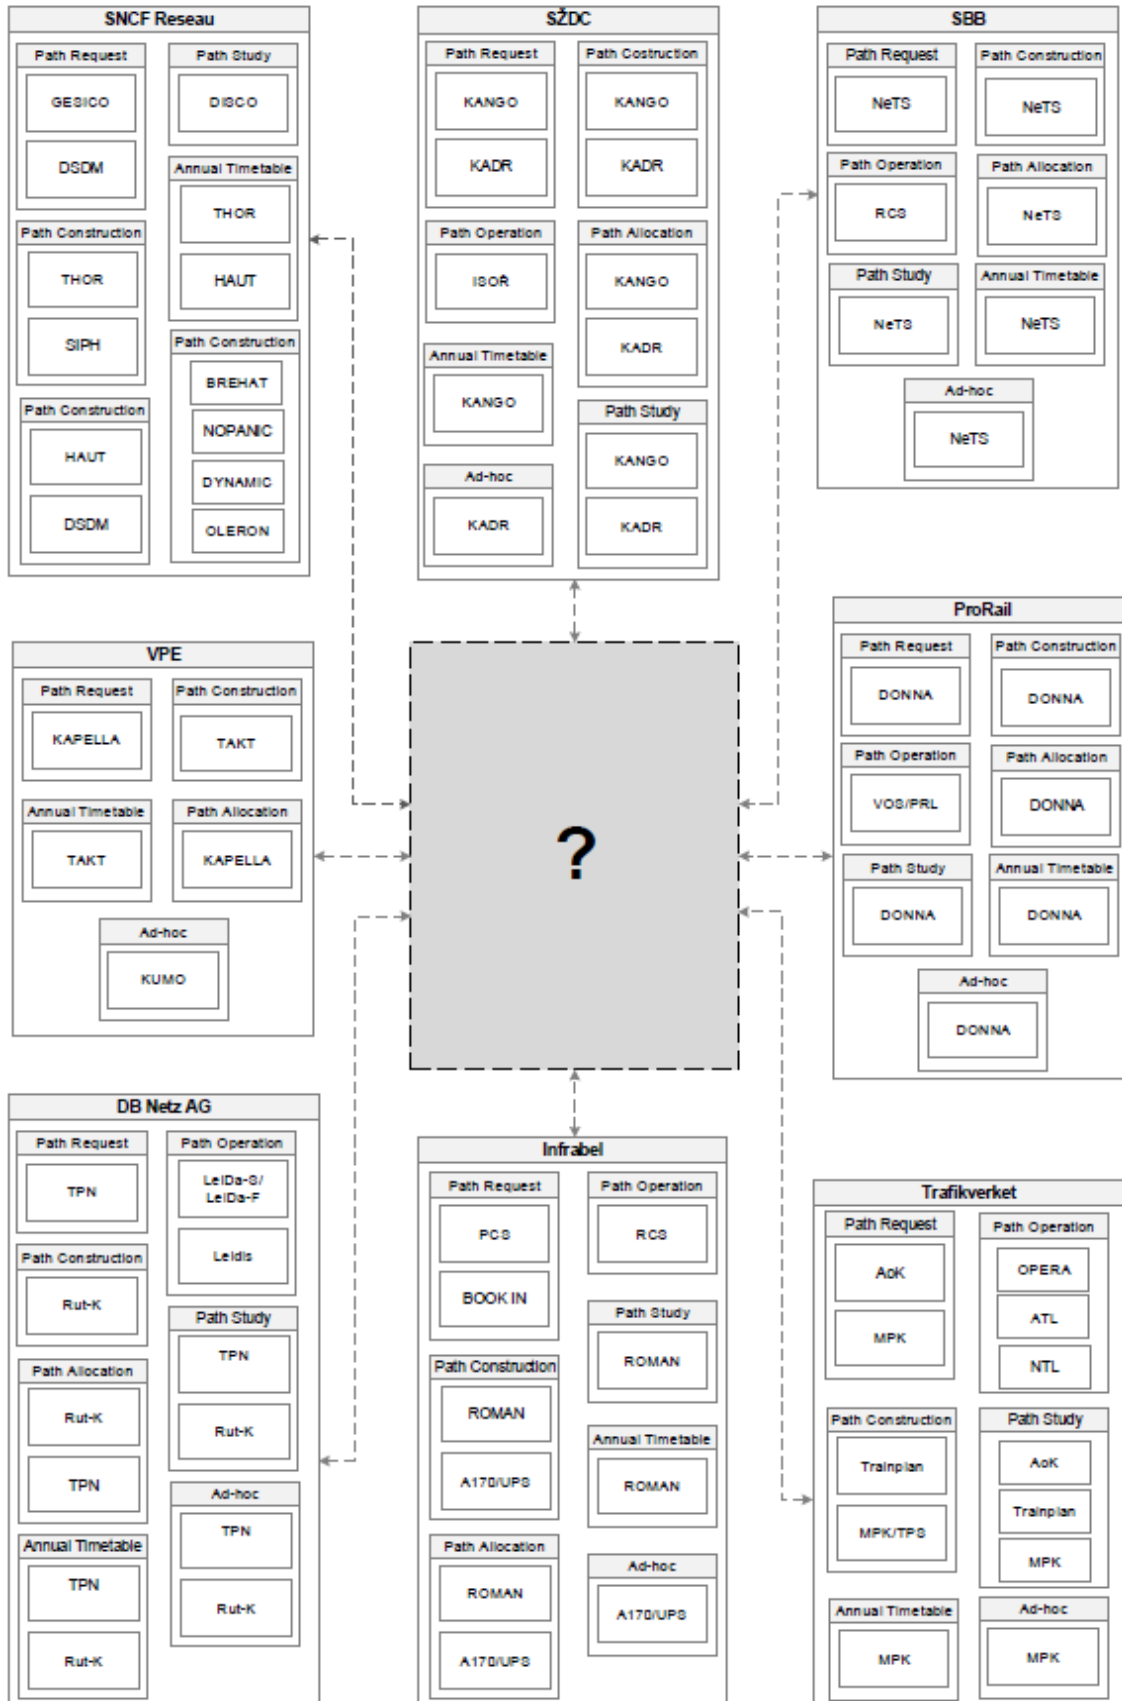 SNCF Reseau
Path Request
GESICO
DSDM
Path Study
DISCO
Annual Timetable
THOR
HAUT
Path Construction
THOR
SIPH
Path Construction
HAUT
DSDM
Path Construction
BREHAT
NOPANIC
DYNAMIC
OLERON
SŽDC
Path Request
KANGO
KADR
Path Costruction
KANGO
KADR
Path Operation
ISOŘ
Path Allocation
KANGO
KADR
Annual Timetable
KANGO
Path Study
KANGO
KADR
Ad-hoc
KADR
SBB
Path Request
NeTS
Path Construction
NeTS
Path Operation
RCS
Path Allocation
NeTS
Path Study
NeTS
Annual Timetable
NeTS
Ad-hoc
NeTS
VPE
Path Request
KAPELLA
Path Construction
TAKT
Annual Timetable
TAKT
Path Allocation
KAPELLA
Ad-hoc
KUMO
?
ProRail
Path Request
DONNA
Path Construction
DONNA
Path Operation
VOS/PRL
Path Allocation
DONNA
Path Study
DONNA
Annual Timetable
DONNA
Ad-hoc
DONNA
DB Netz AG
Path Request
TPN
Path Operation
LeiDa-S/
LeiDa-F
Leidis
Path Construction
Rut-K
Path Study
TPN
Rut-K
Path Allocation
Rut-K
TPN
Ad-hoc
TPN
Rut-K
Annual Timetable
TPN
Rut-K
Infrabel
Path Request
PCS
BOOK IN
Path Operation
RCS
Path Study
ROMAN
Path Construction
ROMAN
A170/UPS
Annual Timetable
ROMAN
Path Allocation
ROMAN
A170/UPS
Ad-hoc
A170/UPS
Trafikverket
Path Request
AoK
MPK
Path Operation
OPERA
ATL
NTL
Path Construction
Trainplan
MPK/TPS
Path Study
AoK
Trainplan
MPK
Annual Timetable
MPK
Ad-hoc
MPK